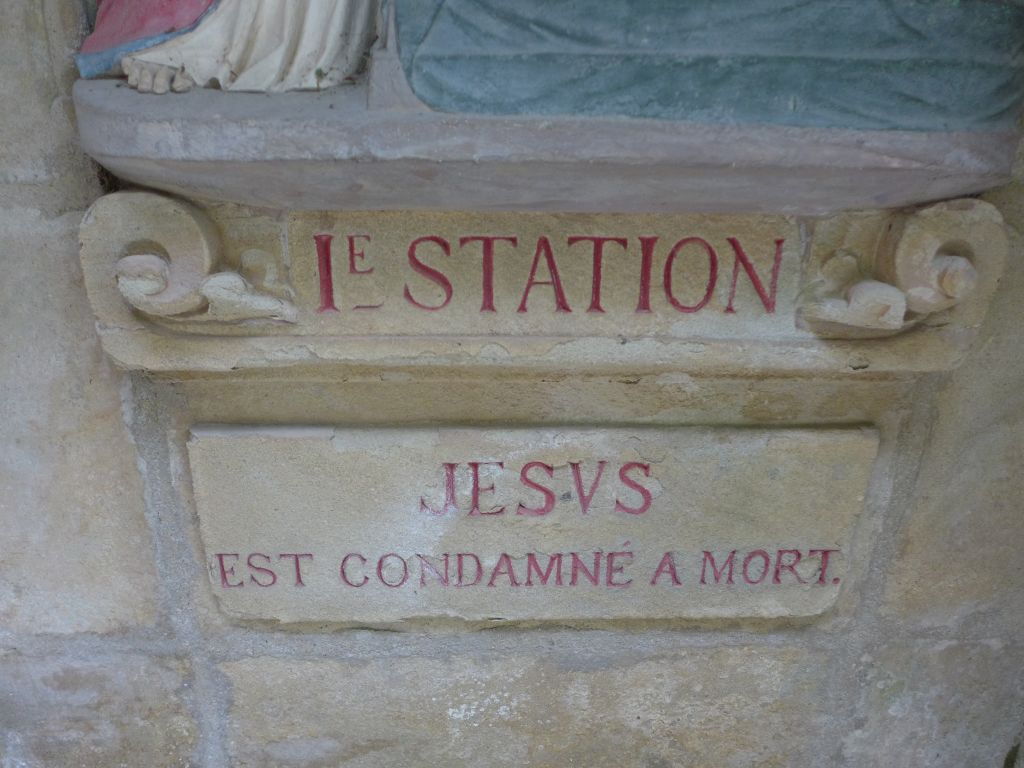 IE STATION
JESVS
EST CONDAMNÉ A MORT.